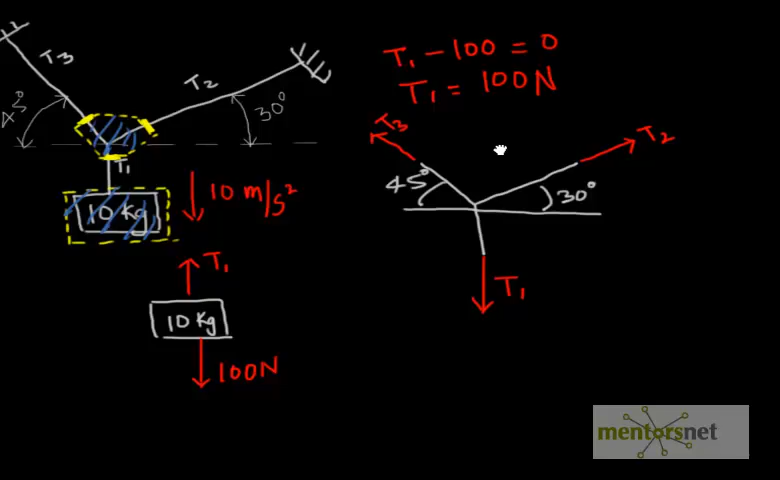 T3
T2
45°
30°
T1
10 kg
10 m/s²
T1
10 kg
100N
T1 - 100 = 0
T1 = 100N
T3
T2
45°
30°
T1
mentorsnet